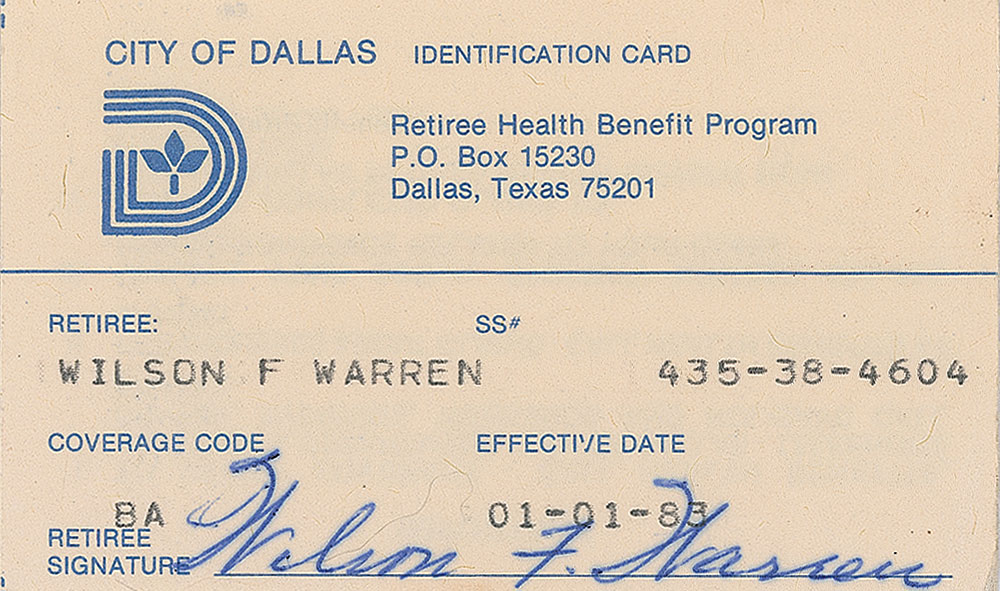 CITY OF DALLAS IDENTIFICATION CARD
Retiree Health Benefit Program
P.O. Box 15230
Dallas, Texas 75201
RETIREE: SS#
WILSON F WARREN 435-38-4604
COVERAGE CODE EFFECTIVE DATE
BA 01-01-83
RETIREE
SIGNATURE Wilson F. Warren